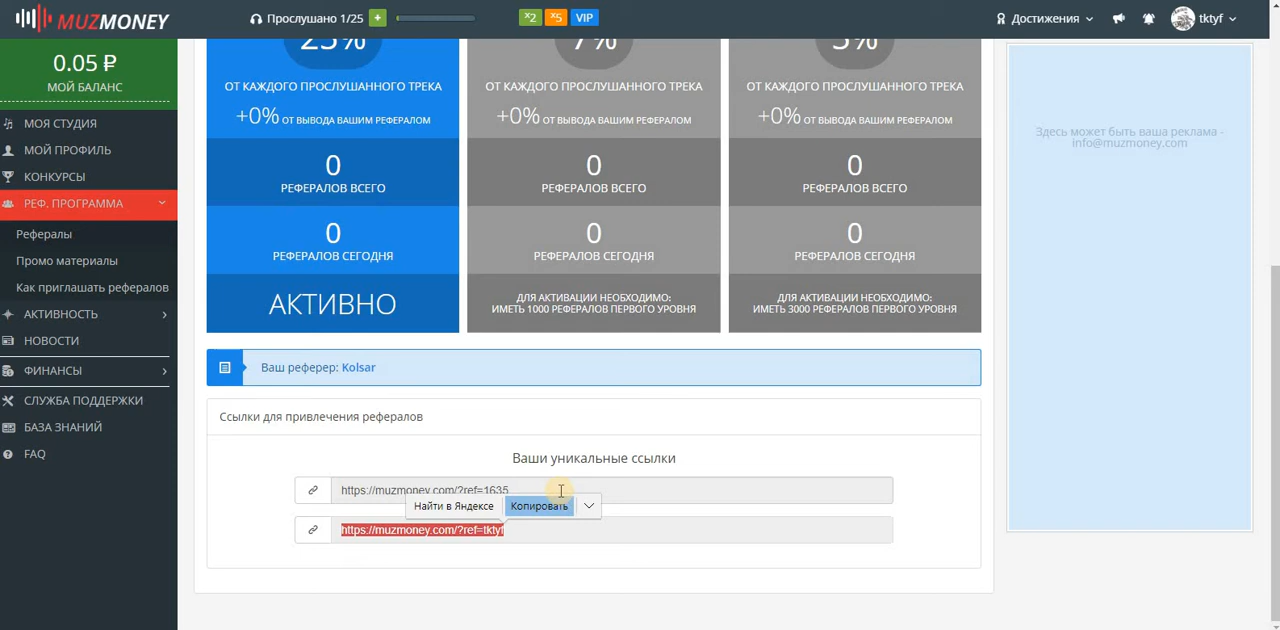 MUZMONEY
Прослушано 1/25
+
x2
x5
VIP
Достижения
tktyf
0.05 ₽
МОЙ БАЛАНС
МОЯ СТУДИЯ
МОЙ ПРОФИЛЬ
КОНКУРСЫ
РЕФ. ПРОГРАММА
Рефералы
Промо материалы
Как приглашать рефералов
АКТИВНОСТЬ
НОВОСТИ
ФИНАНСЫ
СЛУЖБА ПОДДЕРЖКИ
БАЗА ЗНАНИЙ
FAQ
25%
ОТ КАЖДОГО ПРОСЛУШАННОГО ТРЕКА
+0% ОТ ВЫВОДА ВАШИМ РЕФЕРАЛОМ
0
РЕФЕРАЛОВ ВСЕГО
0
РЕФЕРАЛОВ СЕГОДНЯ
АКТИВНО
7%
ОТ КАЖДОГО ПРОСЛУШАННОГО ТРЕКА
+0% ОТ ВЫВОДА ВАШИМ РЕФЕРАЛОМ
0
РЕФЕРАЛОВ ВСЕГО
0
РЕФЕРАЛОВ СЕГОДНЯ
ДЛЯ АКТИВАЦИИ НЕОБХОДИМО:
ИМЕТЬ 1000 РЕФЕРАЛОВ ПЕРВОГО УРОВНЯ
ОТ КАЖДОГО ПРОСЛУШАННОГО ТРЕКА
+0% ОТ ВЫВОДА ВАШИМ РЕФЕРАЛОМ
0
РЕФЕРАЛОВ ВСЕГО
0
РЕФЕРАЛОВ СЕГОДНЯ
ДЛЯ АКТИВАЦИИ НЕОБХОДИМО:
ИМЕТЬ 3000 РЕФЕРАЛОВ ПЕРВОГО УРОВНЯ
Ваш реферер: Kolsar
Ссылки для привлечения рефералов
Ваши уникальные ссылки
https://muzmoney.com/?ref=1635
Найти в Яндексе
Копировать
https://muzmoney.com/?ref=tktyf
Здесь может быть ваша реклама -
info@muzmoney.com